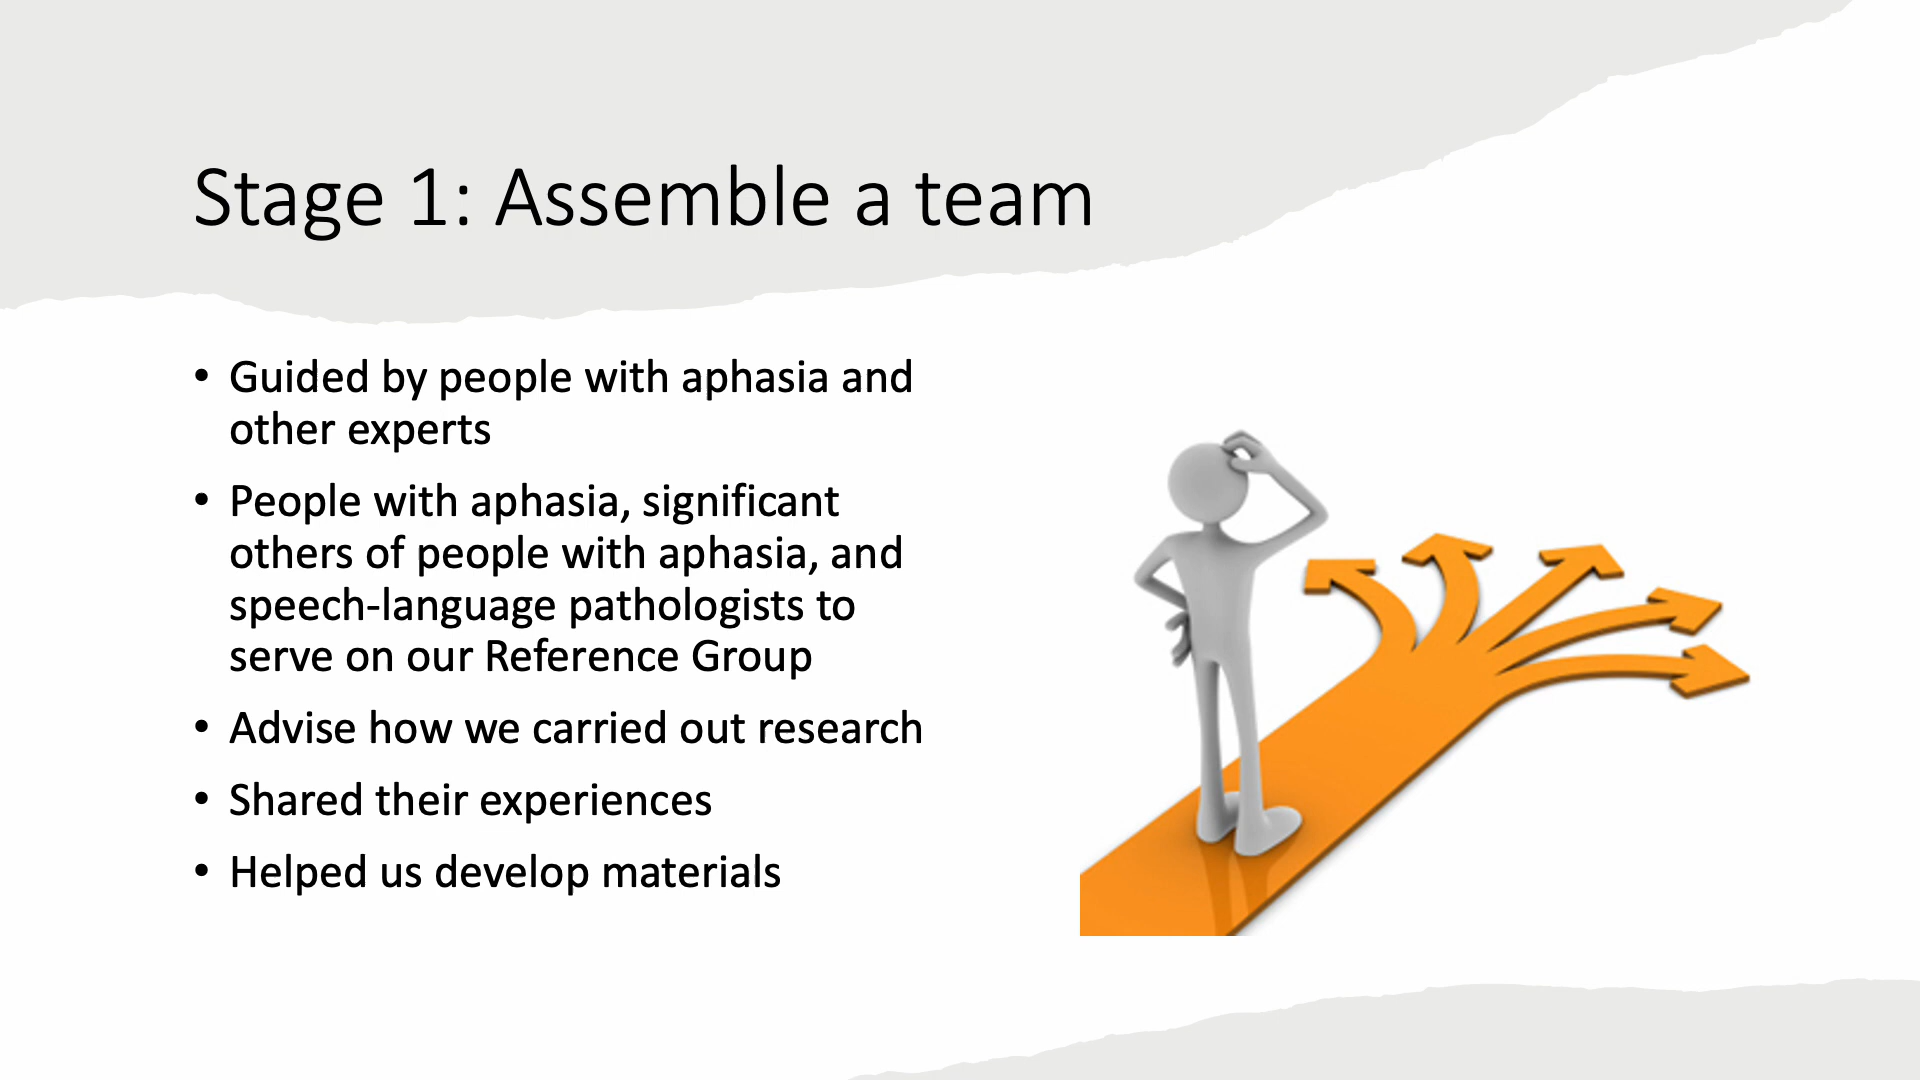 Stage 1: Assemble a team
• Guided by people with aphasia and
other experts
• People with aphasia, significant
others of people with aphasia, and
speech-language pathologists to
serve on our Reference Group
• Advise how we carried out research
• Shared their experiences
• Helped us develop materials